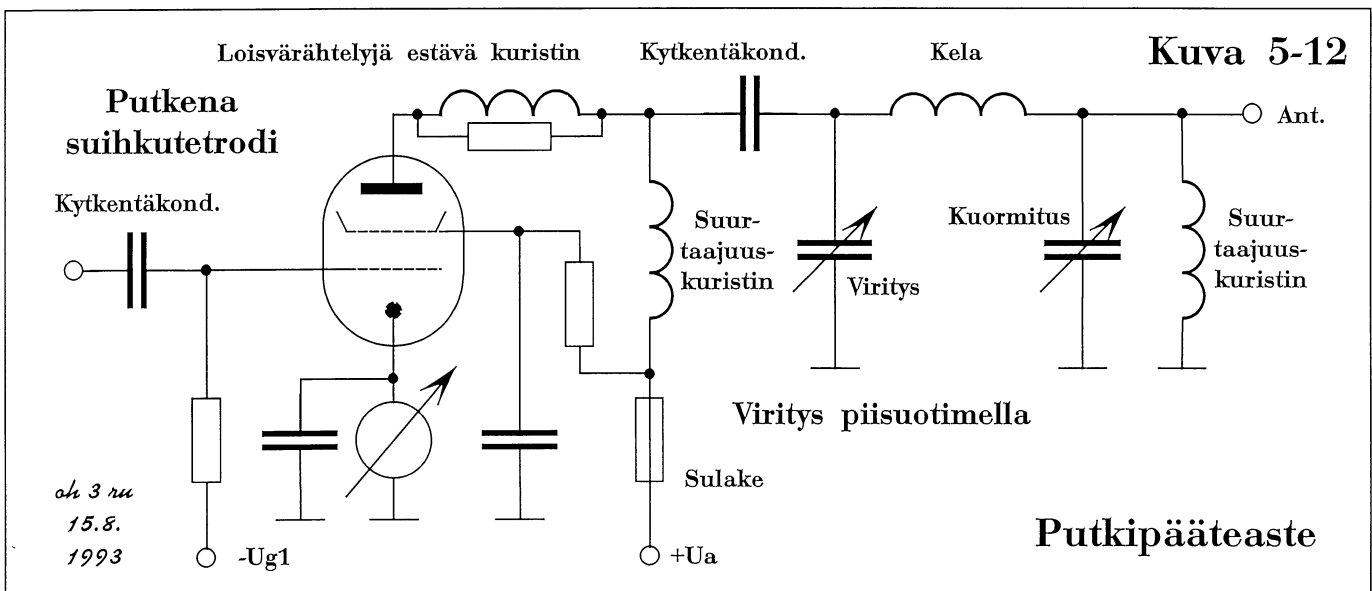 Loisvärähtelyjä estävä kuristin
Kytkentäkond.
Kela
Kuva 5-12
Putkena
suihkutetrodi
Ant.
Kytkentäkond.
Suur-
taajuus-
kuristin
Viritys
Kuormitus
Suur-
taajuus-
kuristin
Viritys piisuotimella
Sulake
oh 3 ru
15.8.
1993
-Ug1
+Ua
Putkipääteaste